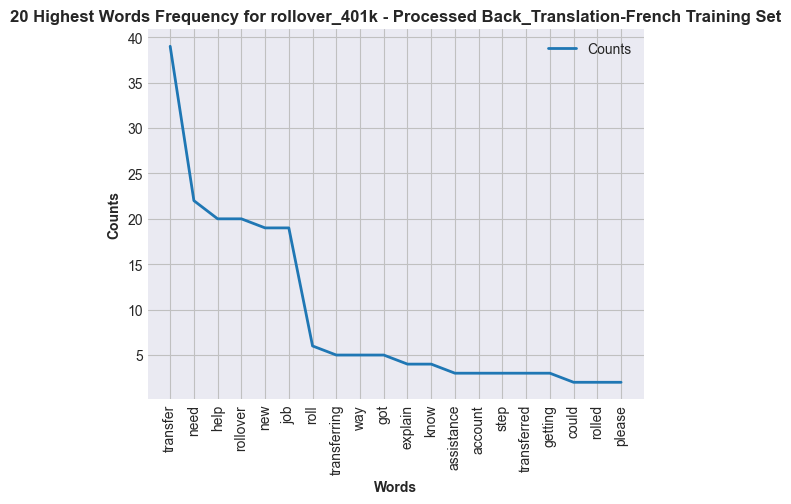 20 Highest Words Frequency for rollover_401k - Processed Back_Translation-French Training Set
Counts
40
35
30
25
20
15
10
5
Counts
transfer
need
help
rollover
new
job
roll
transferring
way
got
explain
know
assistance
account
step
transferred
getting
could
rolled
please
Words